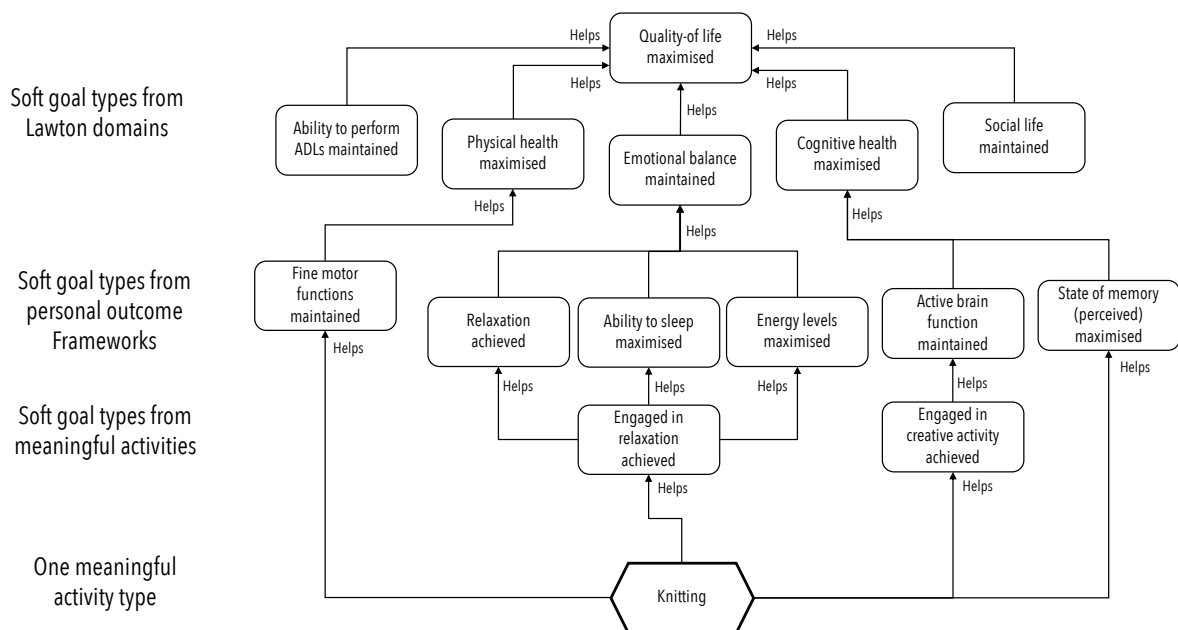 Quality-of life
maximised
Helps
Helps
Helps
Helps
Helps
Soft goal types from
Lawton domains
Ability to perform
ADLs maintained
Physical health
maximised
Emotional balance
maintained
Cognitive health
maximised
Social life
maintained
Helps
Helps
Helps
Soft goal types from
personal outcome
Frameworks
Fine motor
functions
maintained
Relaxation
achieved
Ability to sleep
maximised
Energy levels
maximised
Active brain
function
maintained
State of memory
(perceived)
maximised
Helps
Helps
Helps
Helps
Helps
Helps
Soft goal types from
meaningful activities
Engaged in
relaxation
achieved
Engaged in
creative activity
achieved
Helps
Helps
One meaningful
activity type
Knitting